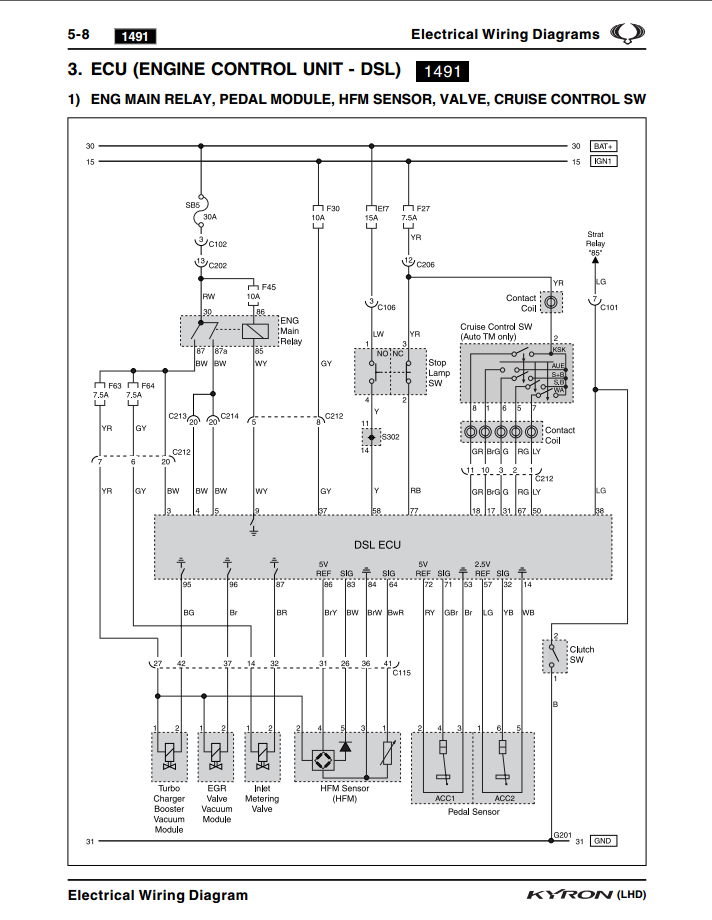 5-8 1491 Electrical Wiring Diagrams
3. ECU (ENGINE CONTROL UNIT - DSL) 1491
1) ENG MAIN RELAY, PEDAL MODULE, HFM SENSOR, VALVE, CRUISE CONTROL SW
30 30 BAT+
15 15 IGN1
SB5
30A
F30
10A
Ef7
15A
F27
7.5A
YR
3 C102
13 C202
12 C206
Strat
Relay
"85"
LG
7
C101
F45
10A
RW
30 86
ENG
Main
Relay
87 87a 85
BW BW WY GY
3
C106
LW YR
1 3
NO NC
Stop
Lamp
SW
4 2
Y
11
S302
14
YR
Contact
Coil
2
Cruise Control SW
(Auto TM only)
KSK
AUE
S+B
S,B
WA
8 1 6 5 7
Contact
Coil
GR BrG G RG LY
11 10 3 2 1
C212
GR BrG G RG LY
F63
7.5A
F64
7.5A
YR GY
C213 20 20 C214
5 8 C212
7 6 20 C212
YR GY BW BW BW WY GY Y RB LG
3 4 5 9 37 58 77 18 17 31 67 50 38
DSL ECU
5V
REF SIG SIG
5V
REF SIG
2.5V
REF SIG
95 96 87 86 83 84 64 72 71 53 57 32 14
BG Br BR BrY BW BrW BwR RY GBr Br LG YB WB
27 42 37 14 32 31 26 36 41
C115
2
Clutch
SW
1
B
1 2 1 2 1 2 2 4 5 3 1 2 4 3 1 6 5
ACC1 ACC2
Turbo
Charger
Booster
Vacuum
Module
EGR
Valve
Vacuum
Module
Inlet
Metering
Valve
HFM Sensor
(HFM)
Pedal Sensor
G201
31 31 GND
Electrical Wiring Diagram KYRON (LHD)